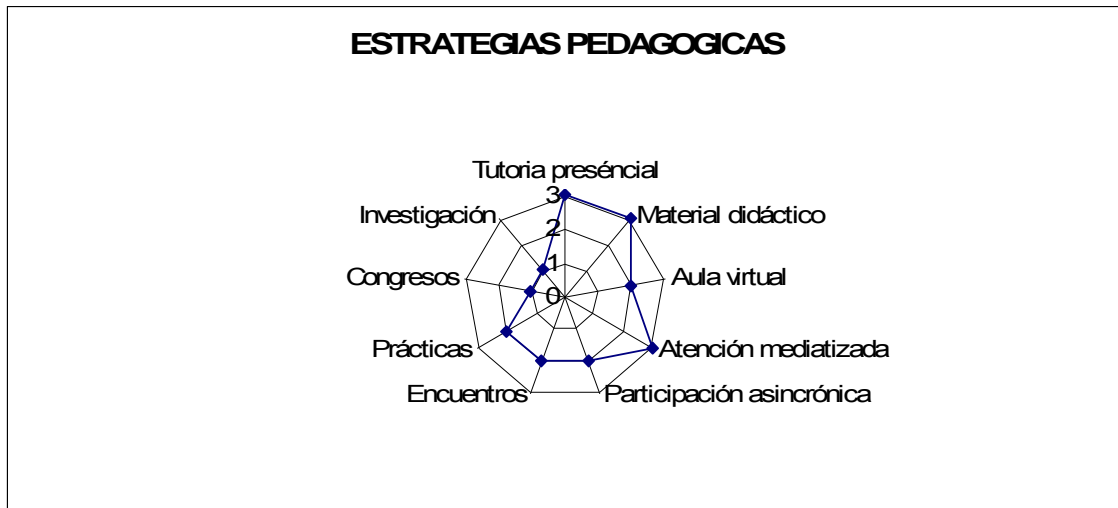 ESTRATEGIAS PEDAGOGICAS
Tutoria preséncial
Material didáctico
Aula virtual
Atención mediatizada
Participación asincrónica
Encuentros
Prácticas
Congresos
Investigación
3
2
1
0